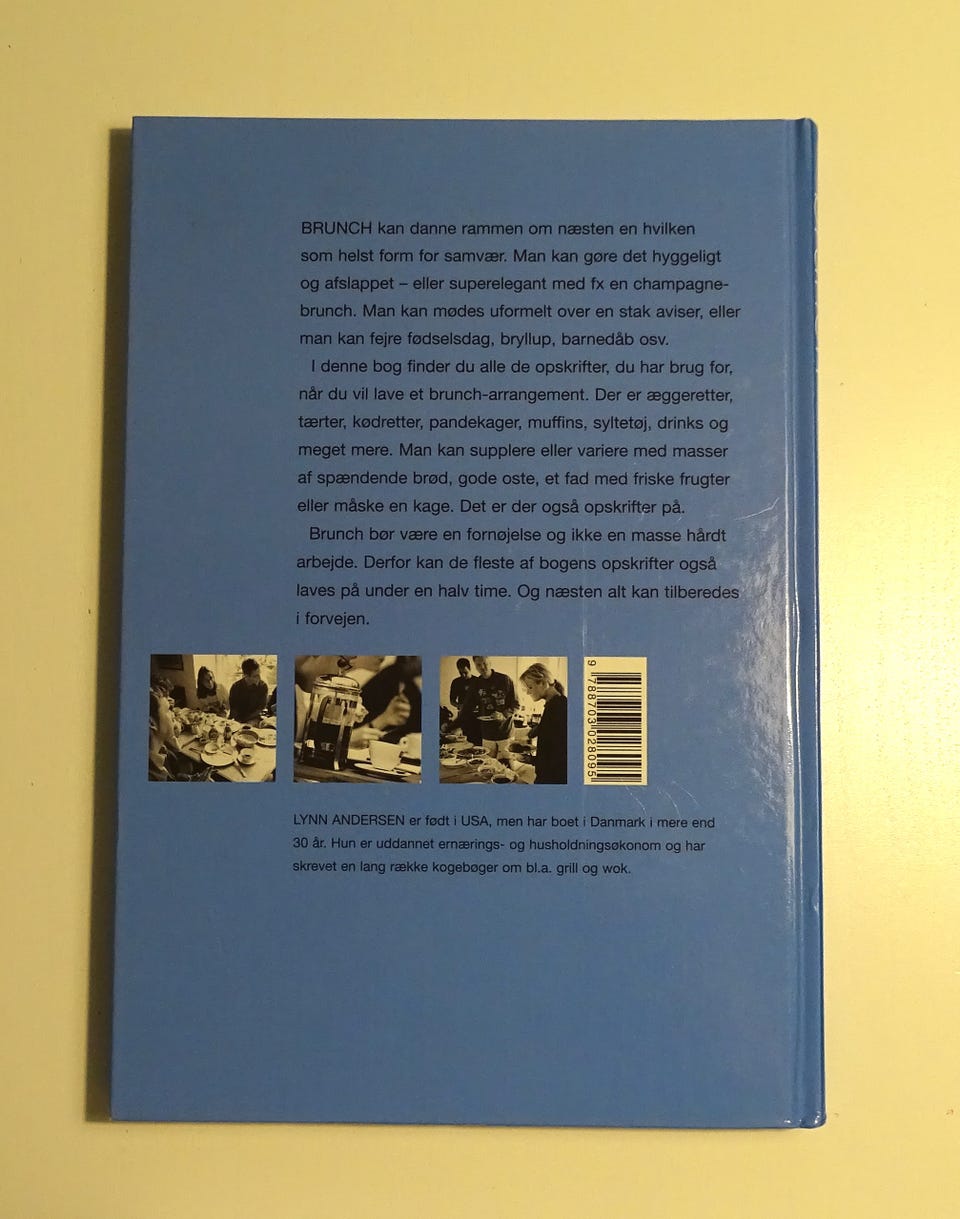 BRUNCH kan danne rammen om næsten en hvilken
som helst form for samvær. Man kan gøre det hyggeligt
og afslappet – eller superelegant med fx en champagne-
brunch. Man kan mødes uformelt over en stak aviser, eller
man kan fejre fødselsdag, bryllup, barnedåb osv.
I denne bog finder du alle de opskrifter, du har brug for,
når du vil lave et brunch-arrangement. Der er æggeretter,
tærter, kødretter, pandekager, muffins, syltetøj, drinks og
meget mere. Man kan supplere eller variere med masser
af spændende brød, gode oste, et fad med friske frugter
eller måske en kage. Det er der også opskrifter på.
Brunch bør være en fornøjelse og ikke en masse hårdt
arbejde. Derfor kan de fleste af bogens opskrifter også
laves på under en halv time. Og næsten alt kan tilberedes
i forvejen.
9 788703 028095
LYNN ANDERSEN er født i USA, men har boet i Danmark i mere end
30 år. Hun er uddannet ernærings- og husholdningsøkonom og har
skrevet en lang række kogebøger om bl.a. grill og wok.